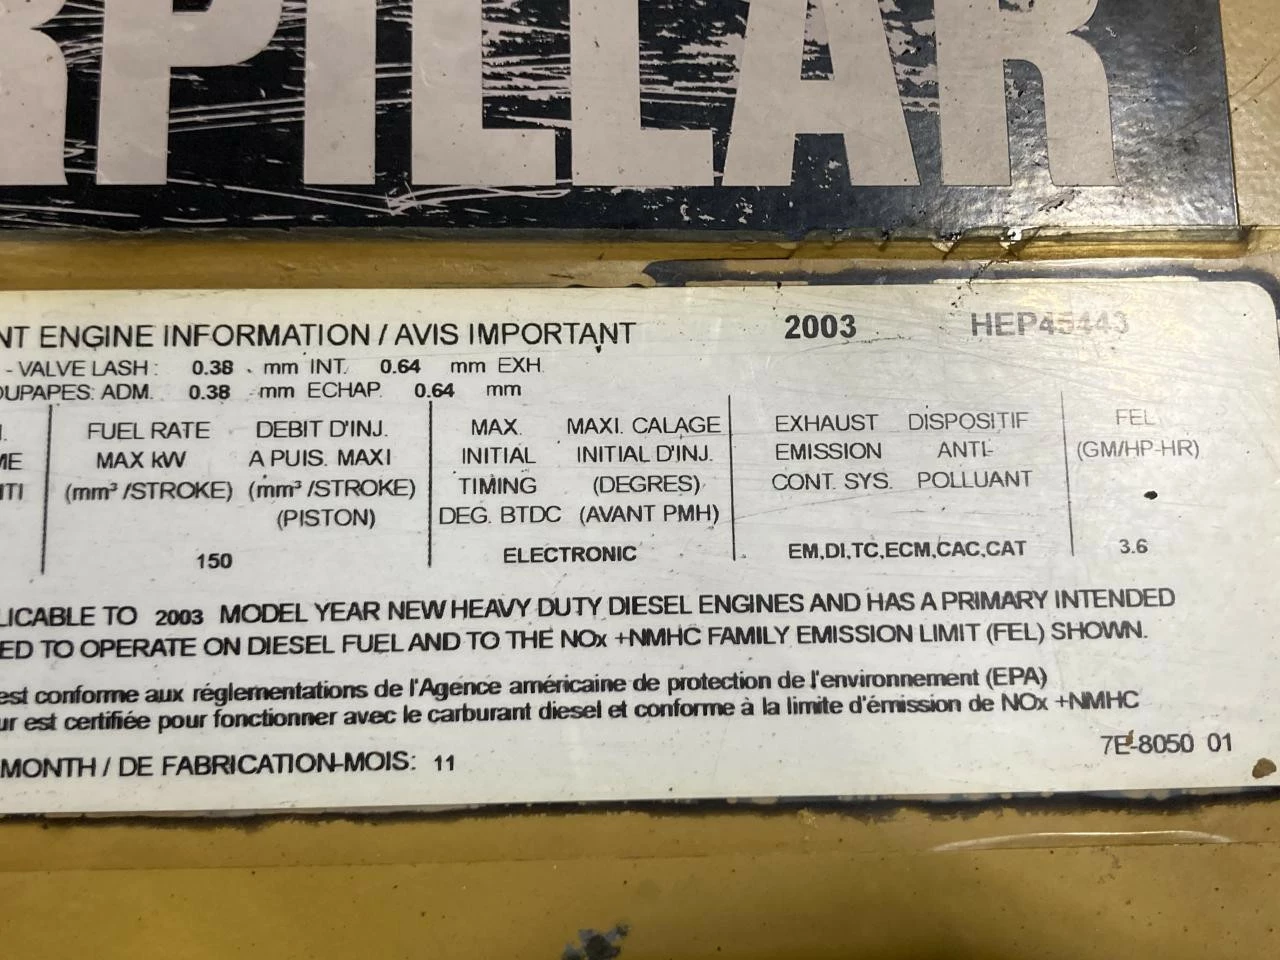 RPILLAR
NT ENGINE INFORMATION / AVIS IMPORTANT 2003 HEP45443
- VALVE LASH : 0.38 mm INT. 0.64 mm EXH.
OUPAPES: ADM. 0.38 mm ECHAP. 0.64 mm
FUEL RATE DEBIT D'INJ. MAX. MAXI. CALAGE EXHAUST DISPOSITIF FEL
ME MAX kW A PUIS. MAXI INITIAL INITIAL D'INJ. EMISSION ANTI- (GM/HP-HR)
ITI (mm³ /STROKE) (mm³ /STROKE) TIMING (DEGRES) CONT. SYS. POLLUANT
(PISTON) DEG. BTDC (AVANT PMH)
150 ELECTRONIC EM,DI,TC,ECM,CAC,CAT 3.6
LICABLE TO 2003 MODEL YEAR NEW HEAVY DUTY DIESEL ENGINES AND HAS A PRIMARY INTENDED
ED TO OPERATE ON DIESEL FUEL AND TO THE NOx +NMHC FAMILY EMISSION LIMIT (FEL) SHOWN.
est conforme aux réglementations de l'Agence américaine de protection de l'environnement (EPA)
ur est certifiée pour fonctionner avec le carburant diesel et conforme à la limite d'émission de NOx +NMHC
7E-8050 01
MONTH / DE FABRICATION-MOIS: 11